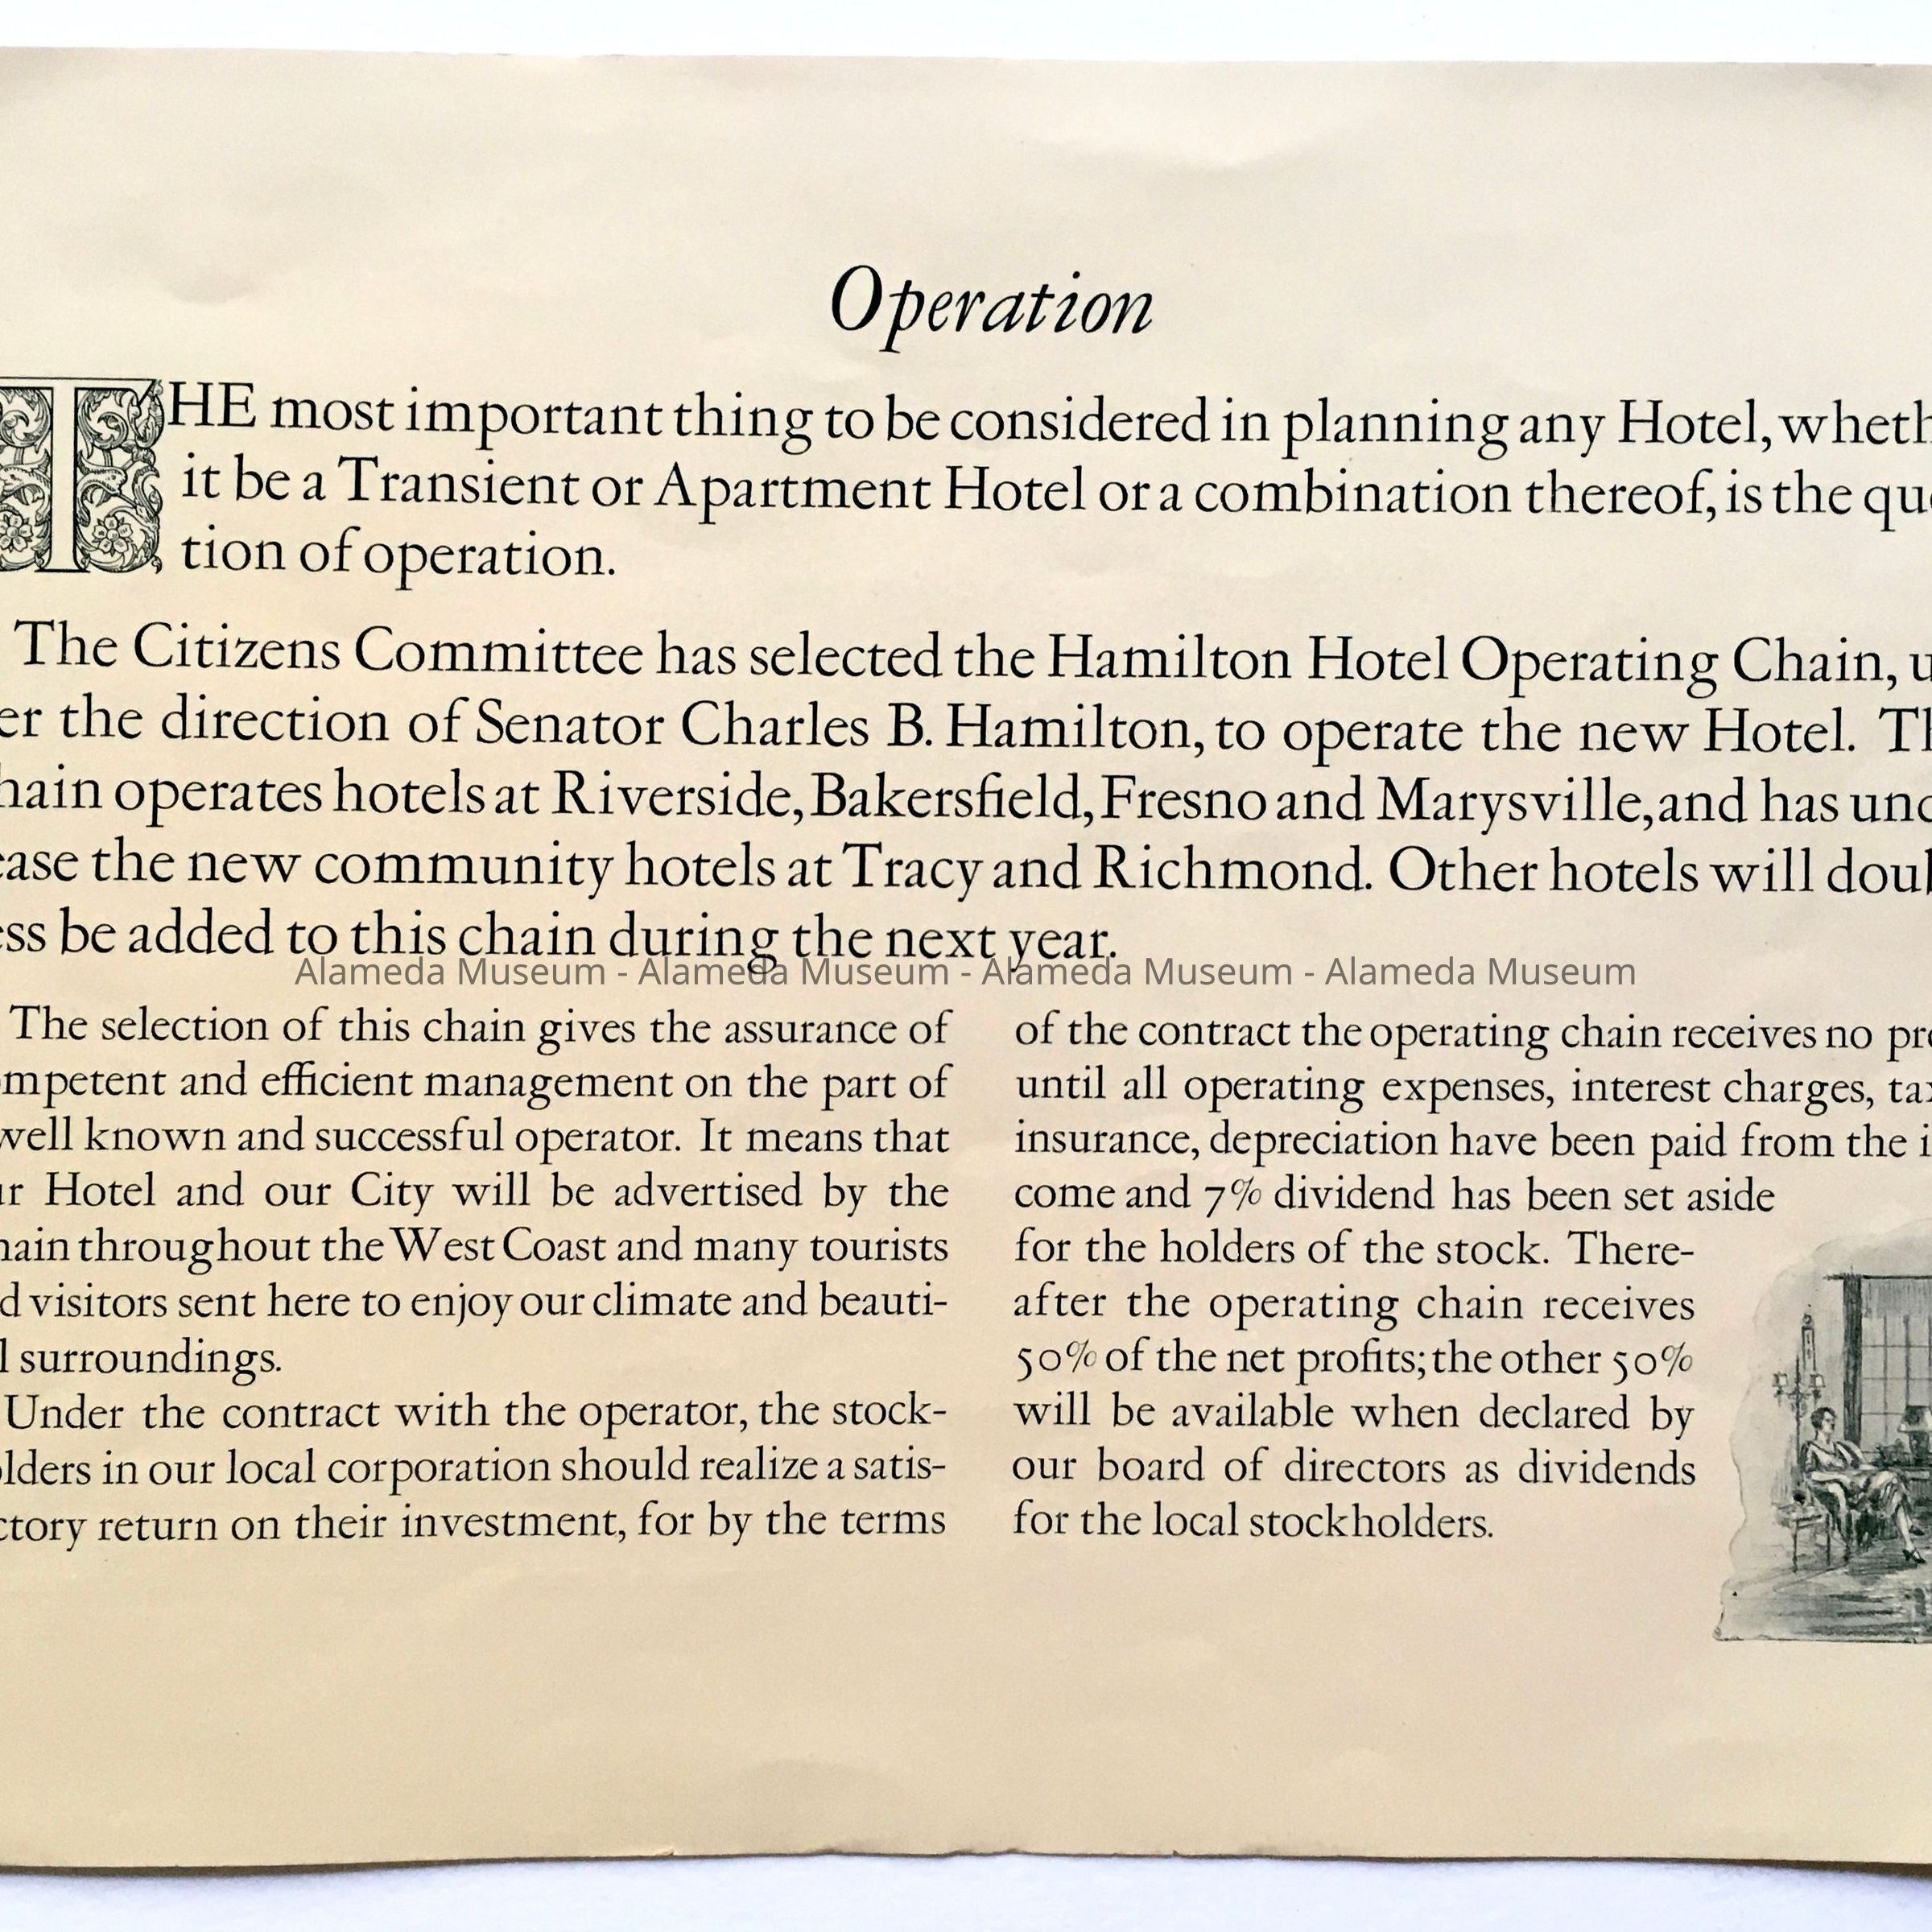 Operation
THE most important thing to be considered in planning any Hotel, wheth
it be a Transient or Apartment Hotel or a combination thereof, is the qu
tion of operation.
The Citizens Committee has selected the Hamilton Hotel Operating Chain, u
er the direction of Senator Charles B. Hamilton, to operate the new Hotel. Th
hain operates hotels at Riverside, Bakersfield, Fresno and Marysville, and has und
ease the new community hotels at Tracy and Richmond. Other hotels will doub
ess be added to this chain during the next year.
Alameda Museum - Alameda Museum - Alameda Museum - Alameda Museum
The selection of this chain gives the assurance of
ompetent and efficient management on the part of
well known and successful operator. It means that
ur Hotel and our City will be advertised by the
hain throughout the West Coast and many tourists
d visitors sent here to enjoy our climate and beauti-
l surroundings.
Under the contract with the operator, the stock-
olders in our local corporation should realize a satis-
ctory return on their investment, for by the terms
of the contract the operating chain receives no pro
until all operating expenses, interest charges, tax
insurance, depreciation have been paid from the i
come and 7% dividend has been set aside
for the holders of the stock. There-
after the operating chain receives
50% of the net profits; the other 50%
will be available when declared by
our board of directors as dividends
for the local stockholders.